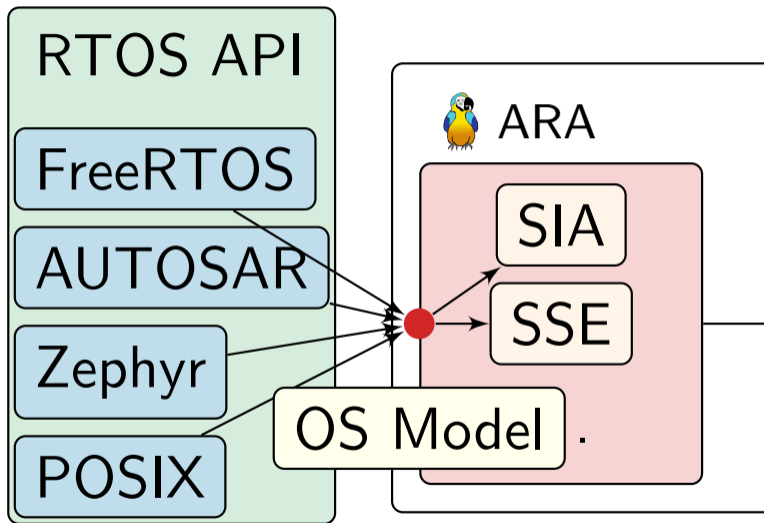 RTOS API
FreeRTOS
AUTOSAR
Zephyr
POSIX
ARA
SIA
SSE
OS Model
.